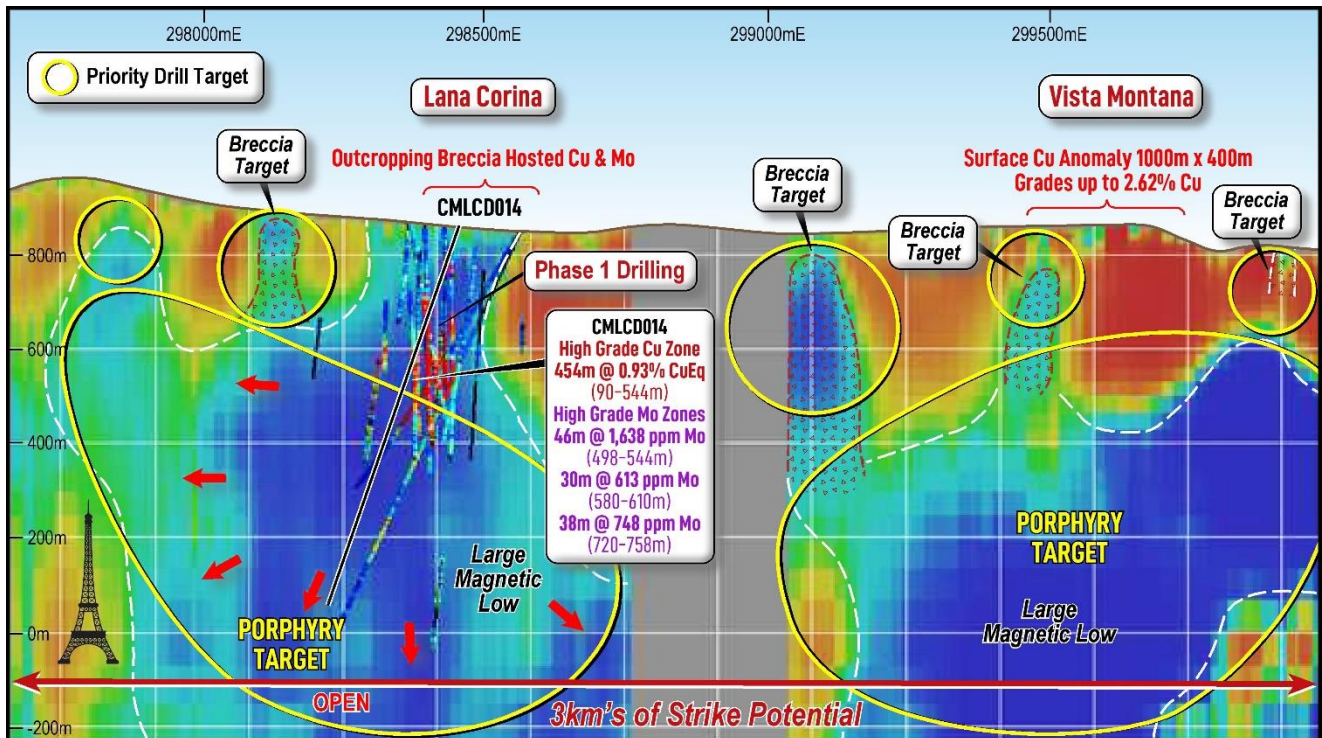 298000mE
298500mE
299000mE
299500mE
Priority Drill Target
Lana Corina
Vista Montana
Breccia
Target
Outcropping Breccia Hosted Cu & Mo
CMLCD014
Breccia
Target
Surface Cu Anomaly 1000m x 400m
Grades up to 2.62% Cu
Breccia
Target
Breccia
Target
Phase 1 Drilling
800m
600m
400m
200m
0m
-200m
CMLCD014
High Grade Cu Zone
454m @ 0.93% CuEq
(90-544m)
High Grade Mo Zones
46m @ 1,638 ppm Mo
(498-544m)
30m @ 613 ppm Mo
(580-610m)
38m @ 748 ppm Mo
(720-758m)
Large
Magnetic
Low
PORPHYRY
TARGET
OPEN
PORPHYRY
TARGET
Large
Magnetic Low
3km's of Strike Potential